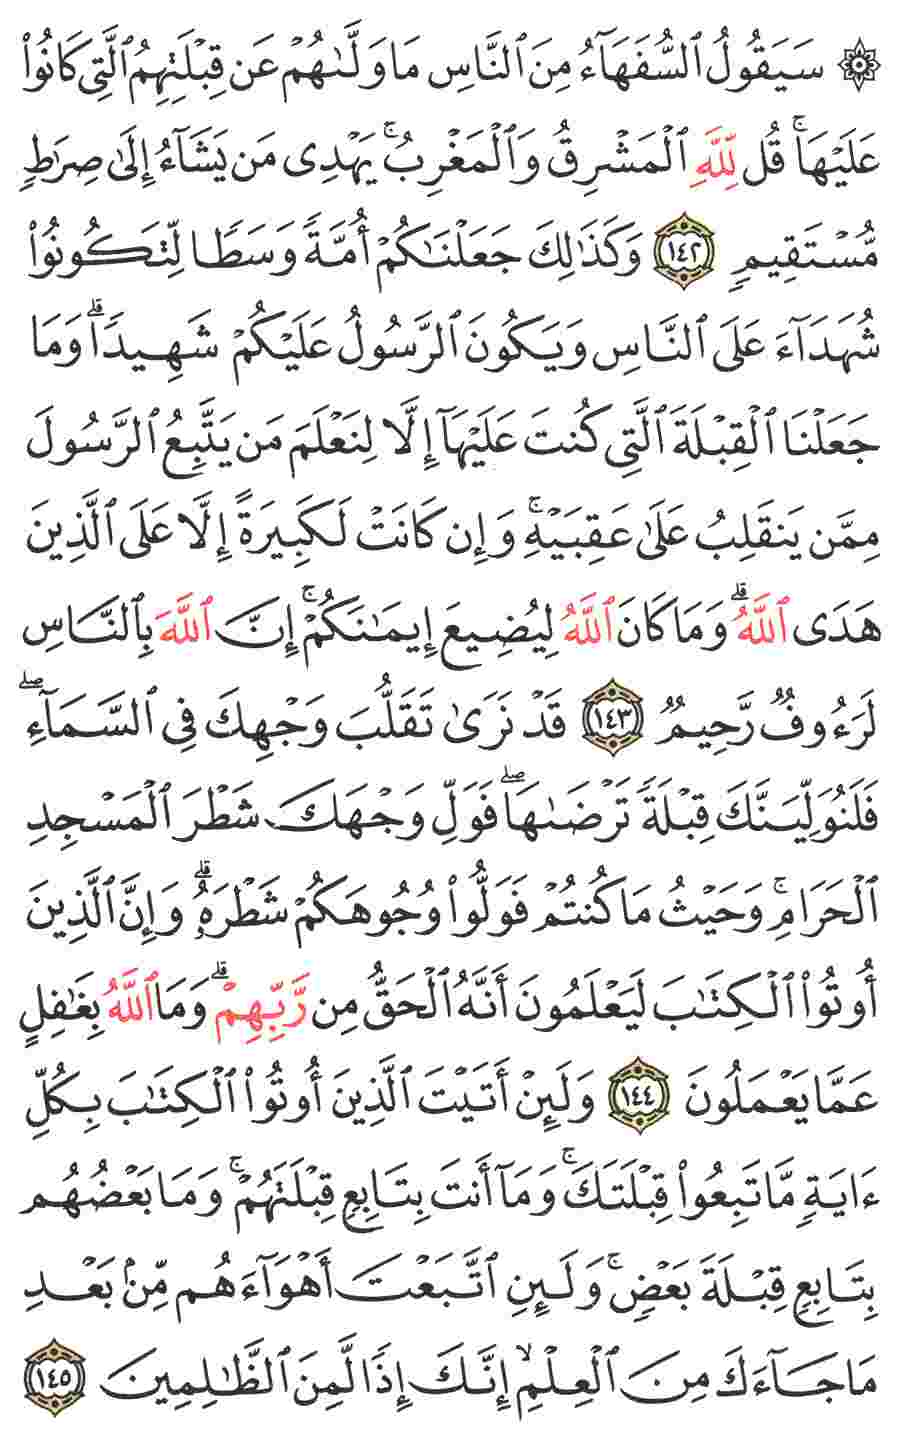 ۞ سَيَقُولُ ٱلسُّفَهَآءُ مِنَ ٱلنَّاسِ مَا وَلَّىٰهُمْ عَن قِبْلَتِهِمُ ٱلَّتِى كَانُوا۟
عَلَيْهَا ۚ قُل لِّلَّهِ ٱلْمَشْرِقُ وَٱلْمَغْرِبُ ۚ يَهْدِى مَن يَشَآءُ إِلَىٰ صِرَٰطٍ
مُّسْتَقِيمٍ ١٤٢ وَكَذَٰلِكَ جَعَلْنَٰكُمْ أُمَّةً وَسَطًا لِّتَكُونُوا۟
شُهَدَآءَ عَلَى ٱلنَّاسِ وَيَكُونَ ٱلرَّسُولُ عَلَيْكُمْ شَهِيدًا ۗ وَمَا
جَعَلْنَا ٱلْقِبْلَةَ ٱلَّتِى كُنتَ عَلَيْهَآ إِلَّا لِنَعْلَمَ مَن يَتَّبِعُ ٱلرَّسُولَ
مِمَّن يَنقَلِبُ عَلَىٰ عَقِبَيْهِ ۚ وَإِن كَانَتْ لَكَبِيرَةً إِلَّا عَلَى ٱلَّذِينَ
هَدَى ٱللَّهُ ۗ وَمَا كَانَ ٱللَّهُ لِيُضِيعَ إِيمَٰنَكُمْ ۚ إِنَّ ٱللَّهَ بِٱلنَّاسِ
لَرَءُوفٌ رَّحِيمٌ ١٤٣ قَدْ نَرَىٰ تَقَلُّبَ وَجْهِكَ فِى ٱلسَّمَآءِ ۖ
فَلَنُوَلِّيَنَّكَ قِبْلَةً تَرْضَىٰهَا ۖ فَوَلِّ وَجْهَكَ شَطْرَ ٱلْمَسْجِدِ
ٱلْحَرَامِ ۚ وَحَيْثُ مَا كُنتُمْ فَوَلُّوا۟ وُجُوهَكُمْ شَطْرَهُۥ ۗ وَإِنَّ ٱلَّذِينَ
أُوتُوا۟ ٱلْكِتَٰبَ لَيَعْلَمُونَ أَنَّهُ ٱلْحَقُّ مِن رَّبِّهِمْ ۗ وَمَا ٱللَّهُ بِغَٰفِلٍ
عَمَّا يَعْمَلُونَ ١٤٤ وَلَئِنْ أَتَيْتَ ٱلَّذِينَ أُوتُوا۟ ٱلْكِتَٰبَ بِكُلِّ
ءَايَةٍ مَّا تَبِعُوا۟ قِبْلَتَكَ ۚ وَمَآ أَنتَ بِتَابِعٍ قِبْلَتَهُمْ ۚ وَمَا بَعْضُهُم
بِتَابِعٍ قِبْلَةَ بَعْضٍ ۚ وَلَئِنِ ٱتَّبَعْتَ أَهْوَآءَهُم مِّنۢ بَعْدِ
مَا جَآءَكَ مِنَ ٱلْعِلْمِ ۙ إِنَّكَ إِذًا لَّمِنَ ٱلظَّٰلِمِينَ ١٤٥